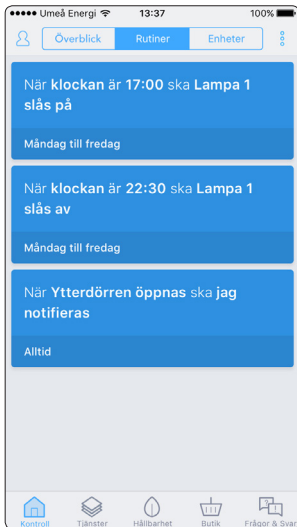 Umeå Energi 13:37 100%
Överblick Rutiner Enheter
När klockan är 17:00 ska Lampa 1
slås på
Måndag till fredag
När klockan är 22:30 ska Lampa 1
slås av
Måndag till fredag
När Ytterdörren öppnas ska jag
notifieras
Alltid
Kontroll Tjänster Hållbarhet Butik Frågor & Svar